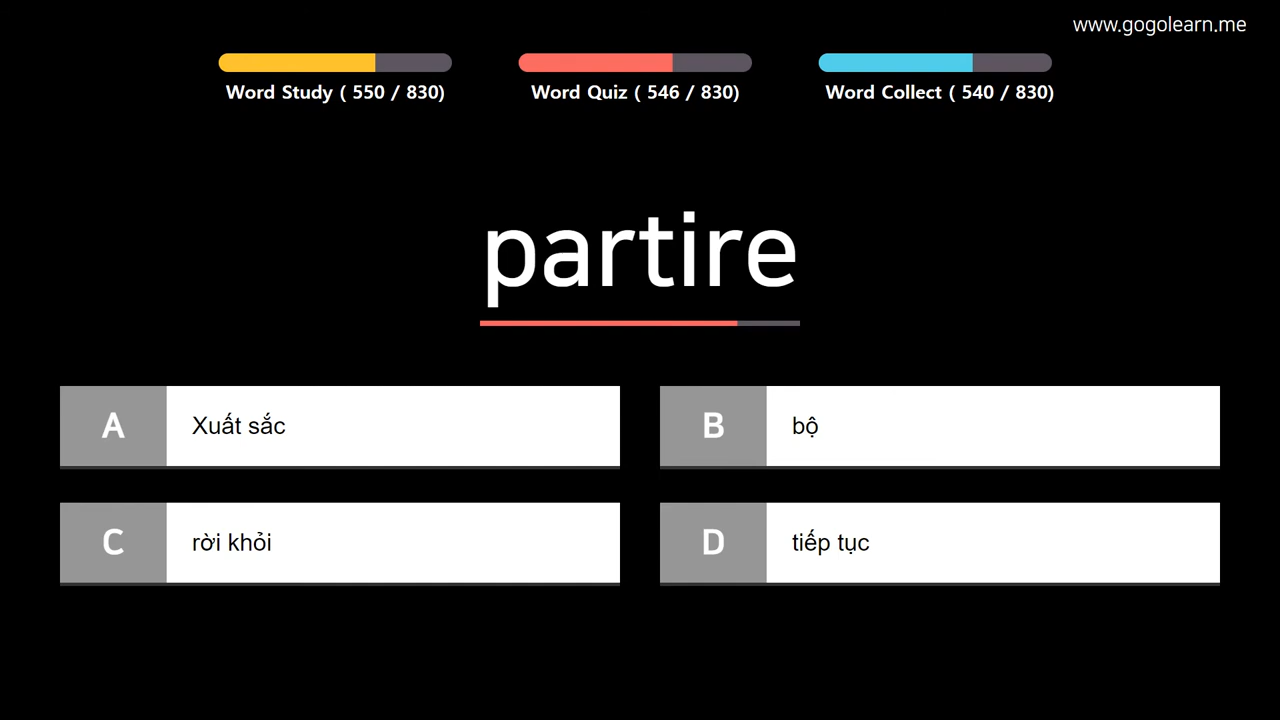 www.gogolearn.me
Word Study ( 550 / 830)
Word Quiz ( 546 / 830)
Word Collect ( 540 / 830)
partire
A
Xuất sắc
B
bộ
C
rời khỏi
D
tiếp tục